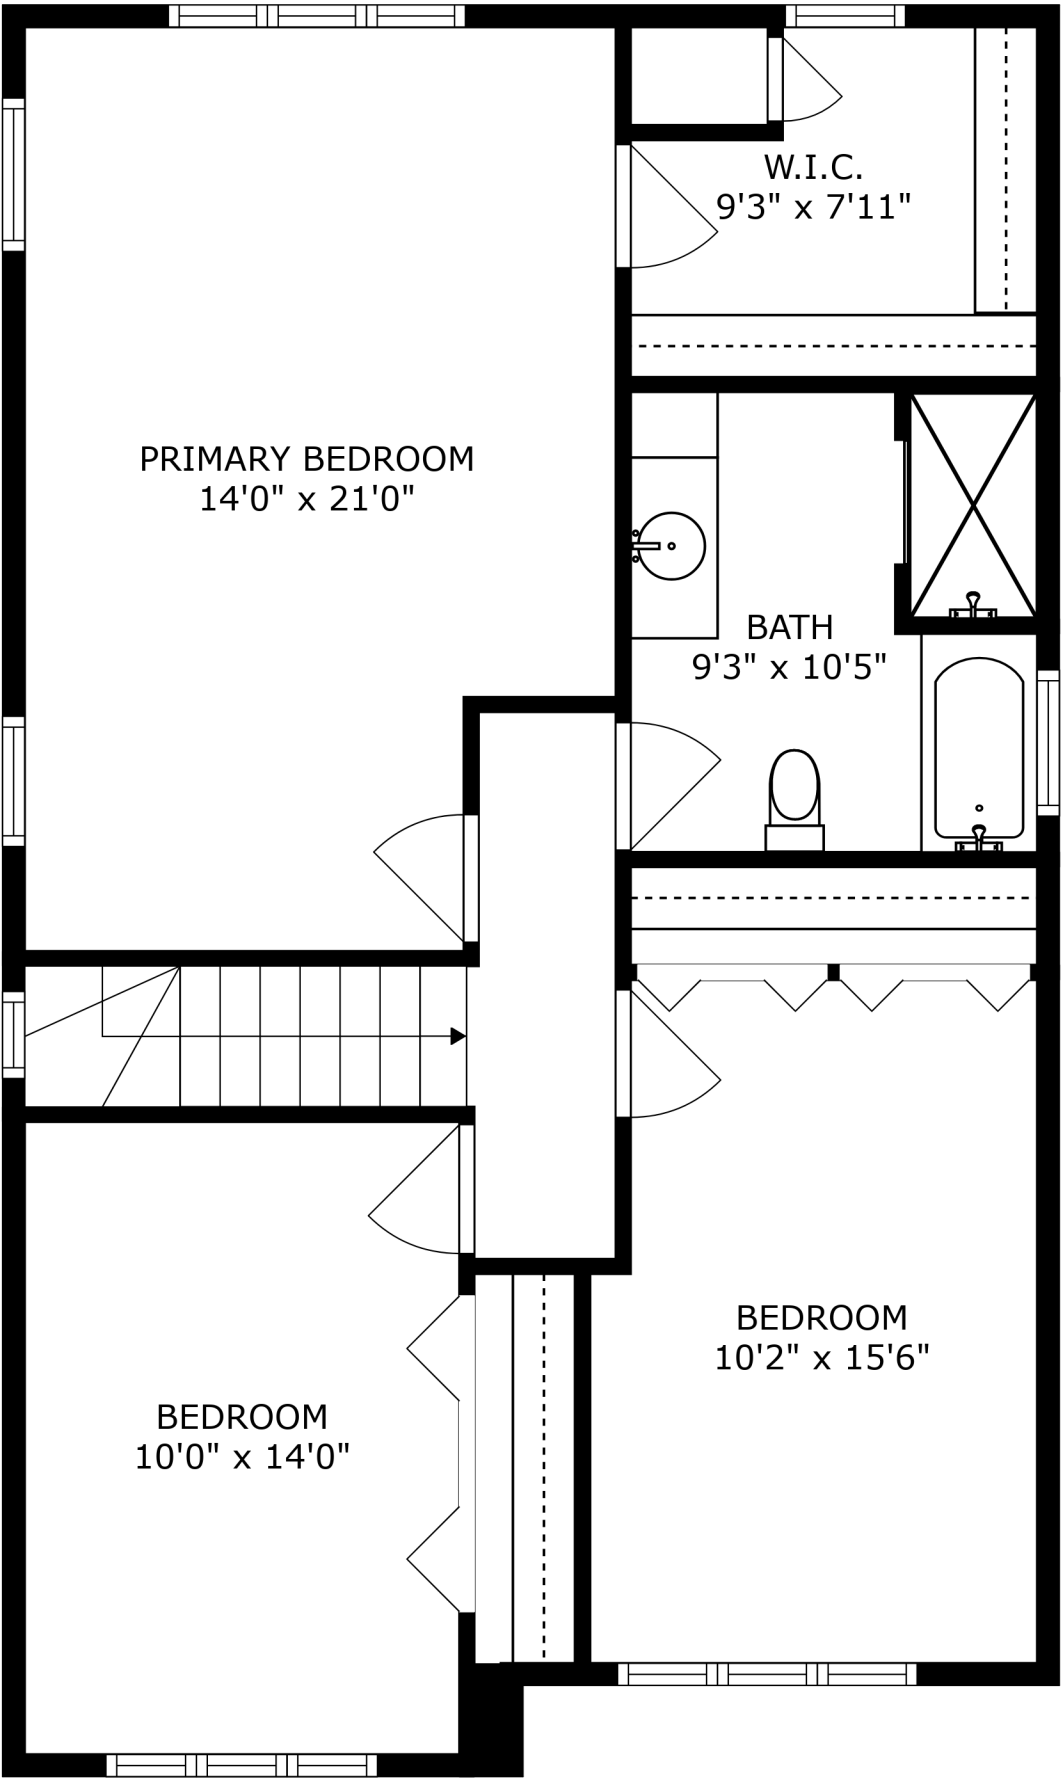 W.I.C.
9'3" x 7'11"
PRIMARY BEDROOM
14'0" x 21'0"
BATH
9'3" x 10'5"
BEDROOM
10'2" x 15'6"
BEDROOM
10'0" x 14'0"